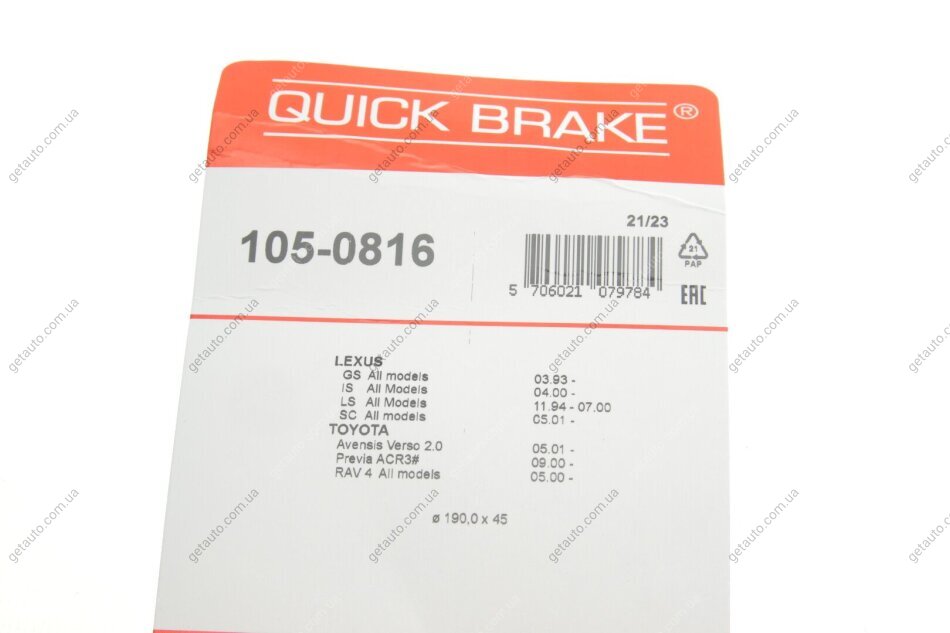 QUICK BRAKE®
21/23
105-0816
21
PAP
5 706021 079784
EAC
LEXUS
GS All models 03.93 -
IS All Models 04.00 -
LS All Models 11.94 - 07.00
SC All models 05.01 -
TOYOTA
Avensis Verso 2.0 05.01 -
Previa ACR3# 09.00 -
RAV 4 All models 05.00 -
ø 190,0 x 45
getauto.com.ua